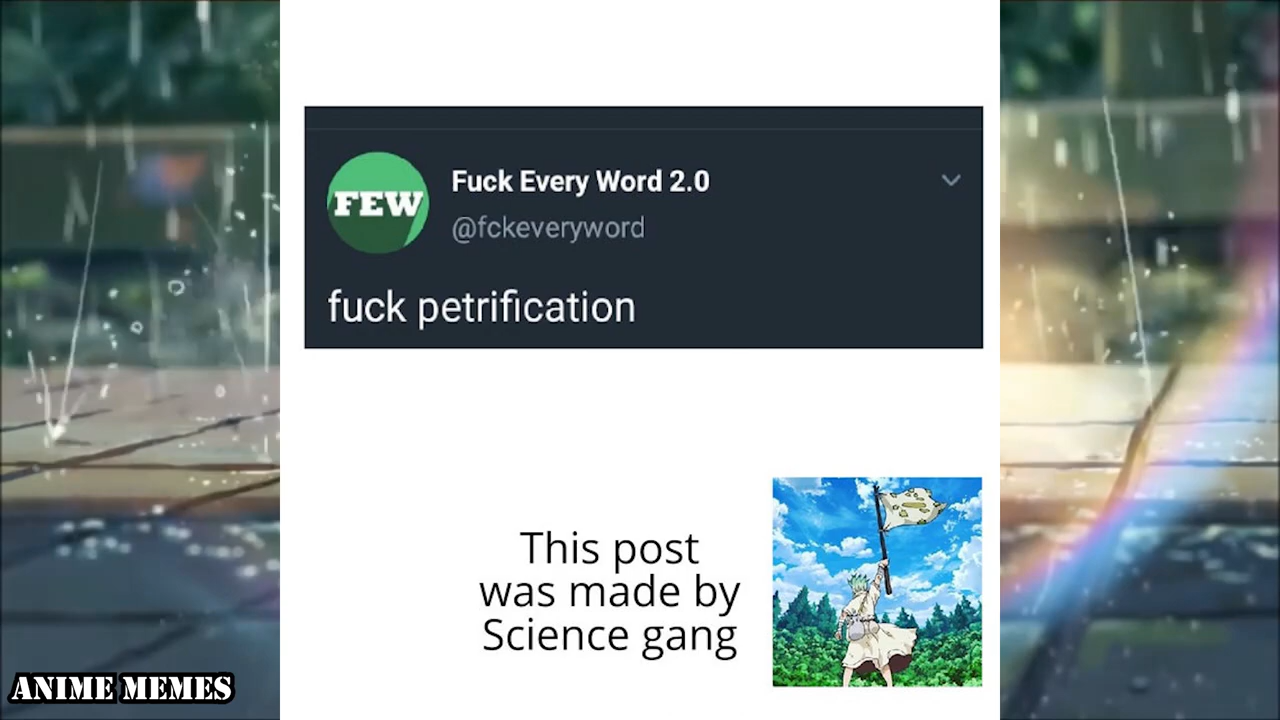 FEW
Fuck Every Word 2.0
@fckeveryword
fuck petrification
This post
was made by
Science gang
ANIME MEMES